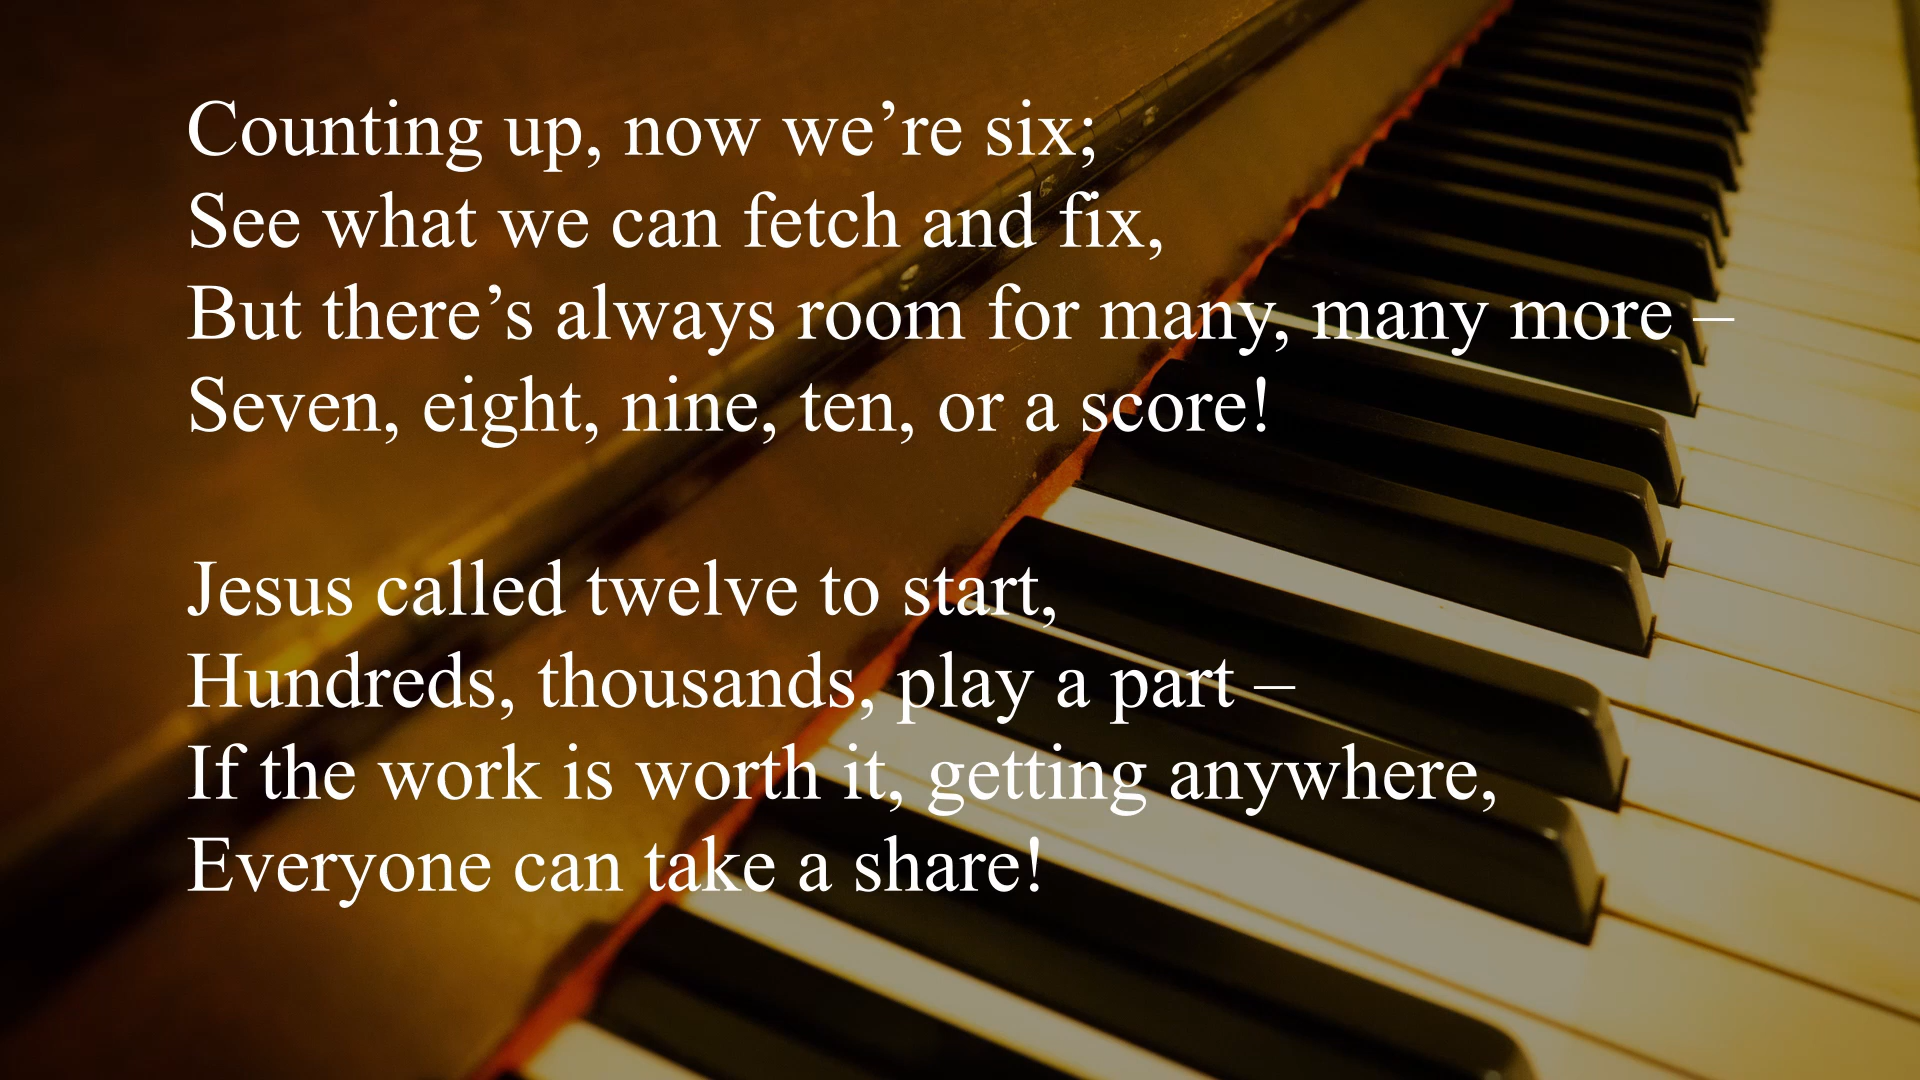 Counting up, now we’re six;
See what we can fetch and fix,
But there’s always room for many, many more –
Seven, eight, nine, ten, or a score!
Jesus called twelve to start,
Hundreds, thousands, play a part –
If the work is worth it, getting anywhere,
Everyone can take a share!